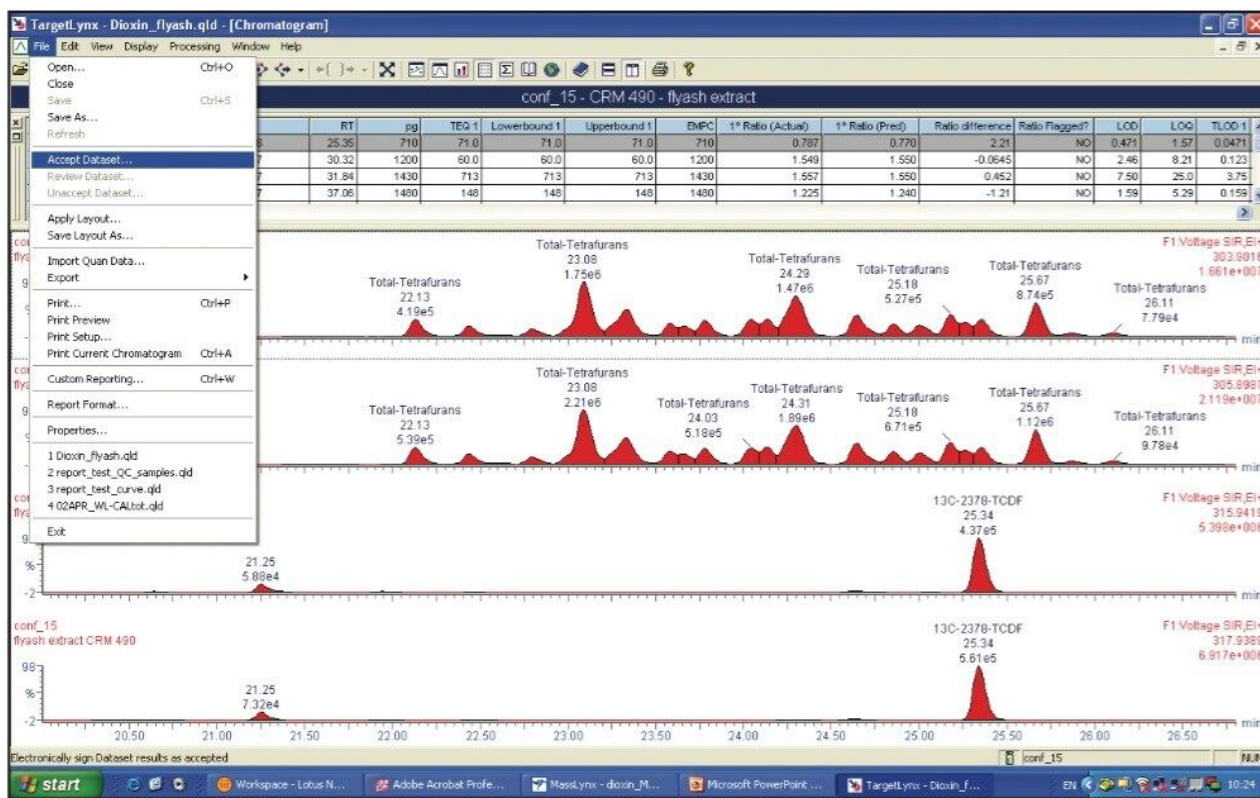 TargetLynx - Dioxin_flyash.qld - [Chromatogram]
File Edit View Display Processing Window Help
Open... Ctrl+O
Close
Save Ctrl+S
Save As...
Refresh
Accept Dataset...
Review Dataset...
Unaccept Dataset...
Apply Layout...
Save Layout As...
Import Quan Data...
Export
Print... Ctrl+P
Print Preview
Print Setup...
Print Current Chromatogram Ctrl+A
Custom Reporting... Ctrl+W
Report Format...
Properties...
1 Dioxin_flyash.qld
2 report_test_QC_samples.qld
3 report_test_curve.qld
4 02APR_WL-CALtot.qld
Exit
conf_15 - CRM 490 - flyash extract
RT pg TEQ 1 Lowerbound 1 Upperbound 1 EMPC 1° Ratio (Actual) 1° Ratio (Pred) Ratio difference Ratio Flagged? LOD LOQ TLOD 1
25.35 710 71.0 71.0 71.0 710 0.787 0.770 2.21 NO 0.471 1.57 0.0471
30.32 1200 60.0 60.0 60.0 1200 1.549 1.550 -0.0645 NO 2.46 8.21 0.123
31.84 1430 713 713 713 1430 1.557 1.550 0.452 NO 7.50 25.0 3.75
37.06 1480 148 148 148 1480 1.225 1.240 -1.21 NO 1.59 5.29 0.159
F1:Voltage SIR,EI+
303.9016
Total-Tetrafurans
22.13
4.19e5
Total-Tetrafurans
23.08
1.75e6
Total-Tetrafurans
24.29
1.47e6
Total-Tetrafurans
25.18
5.27e5
Total-Tetrafurans
25.67
8.74e5
Total-Tetrafurans
26.11
7.79e4
min
F1:Voltage SIR,EI+
Total-Tetrafurans
22.13
5.39e5
Total-Tetrafurans
23.08
2.21e6
Total-Tetrafurans
24.03
5.18e5
Total-Tetrafurans
24.31
1.89e6
Total-Tetrafurans
25.18
6.71e5
Total-Tetrafurans
25.67
1.12e6
Total-Tetrafurans
26.11
9.78e4
min
F1:Voltage SIR,EI+
315.9419
%
-2
21.25
5.88e4
13C-2378-TCDF
25.34
4.37e5
min
conf_15
flyash extract CRM 490
F1:Voltage SIR,EI+
317.9389
98
%
-2
21.25
7.32e4
13C-2378-TCDF
25.34
5.61e5
min
20.50 21.00 21.50 22.00 22.50 23.00 23.50 24.00 24.50 25.00 25.50 26.00 26.50
Electronically sign Dataset results as accepted conf_15
start Workspace - Lotus N... Adobe Acrobat Profe... MassLynx - dioxin_M... Microsoft PowerPoint ... TargetLynx - Dioxin_f... EN 10:24